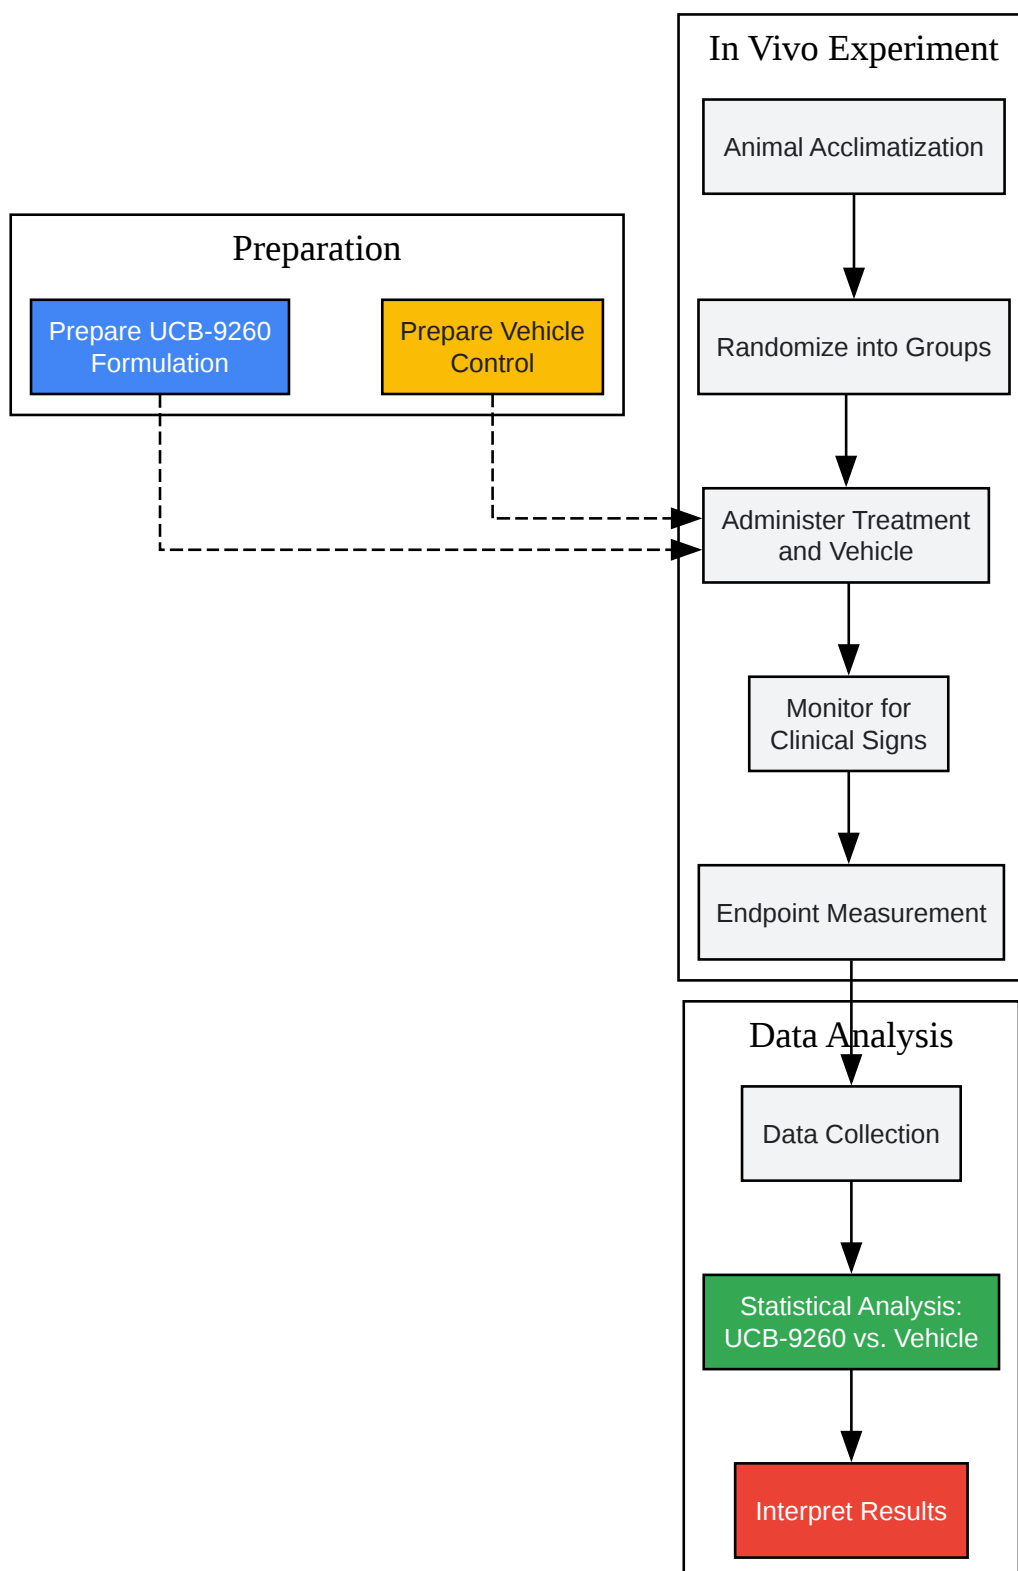 In Vivo Experiment
Animal Acclimatization
Preparation
Prepare UCB-9260
Formulation
Prepare Vehicle
Control
Randomize into Groups
Administer Treatment
and Vehicle
Monitor for
Clinical Signs
Endpoint Measurement
Data Analysis
Data Collection
Statistical Analysis:
UCB-9260 vs. Vehicle
Interpret Results